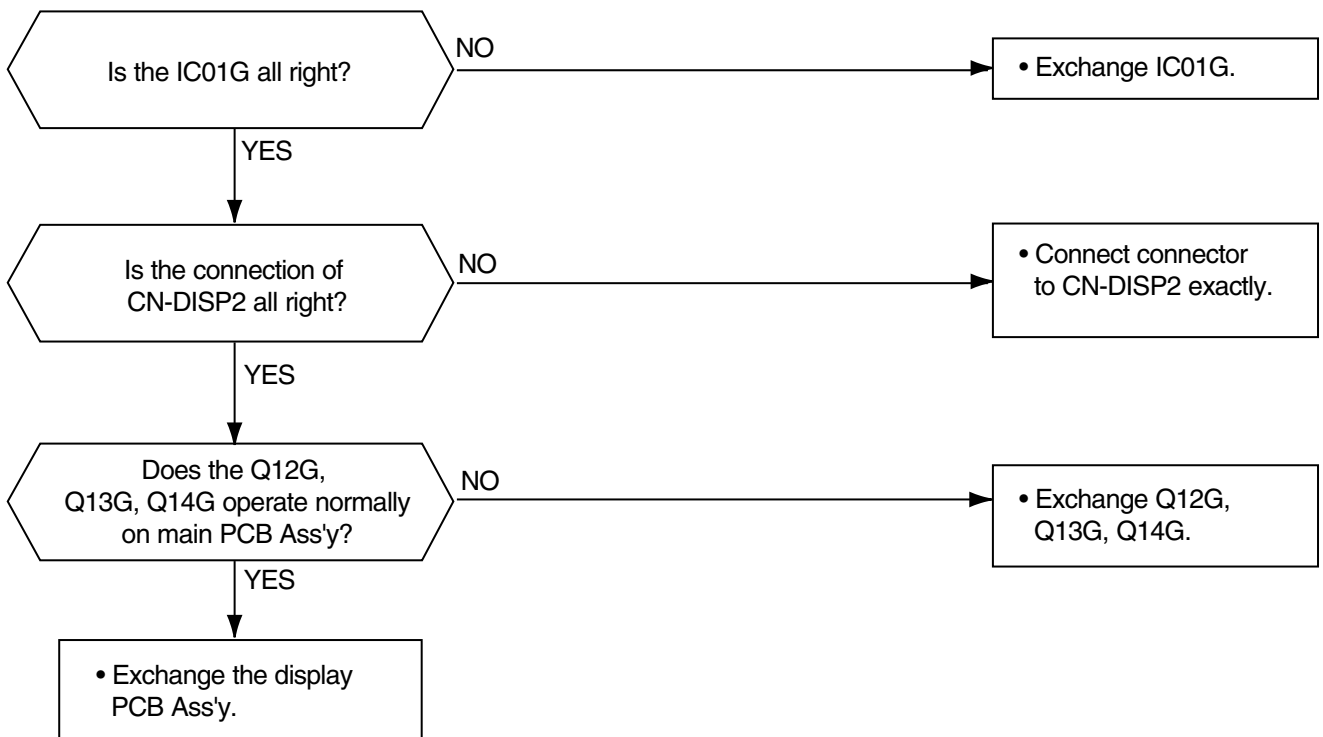 Is the IC01G all right?
NO
• Exchange IC01G.
YES
Is the connection of
CN-DISP2 all right?
NO
• Connect connector
to CN-DISP2 exactly.
YES
Does the Q12G,
Q13G, Q14G operate normally
on main PCB Ass'y?
NO
• Exchange Q12G,
Q13G, Q14G.
YES
• Exchange the display
PCB Ass'y.